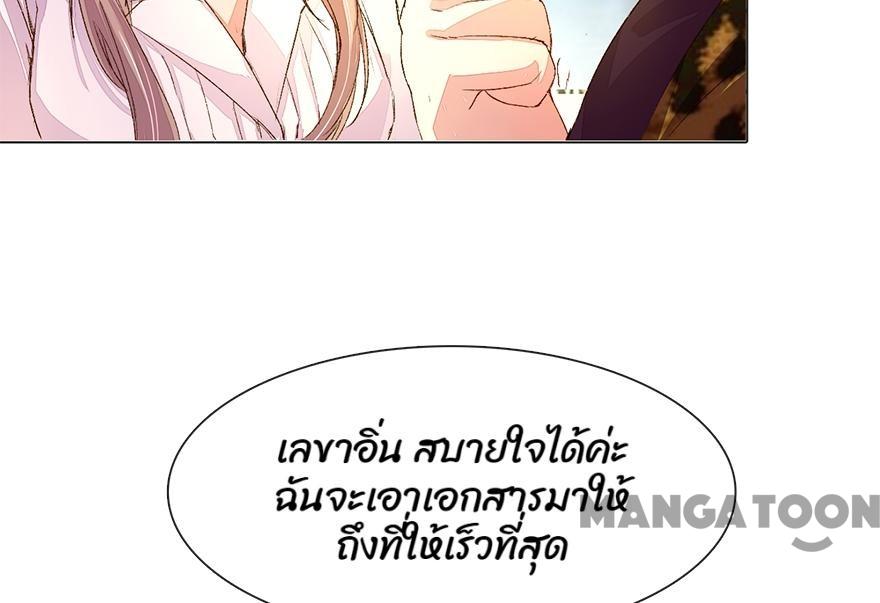 เลขาอิ่น สบายใจได้ค่ะ
ฉันจะเอาเอกสารมาให้
ถึงที่ให้เร็วที่สุด
MANGATOON